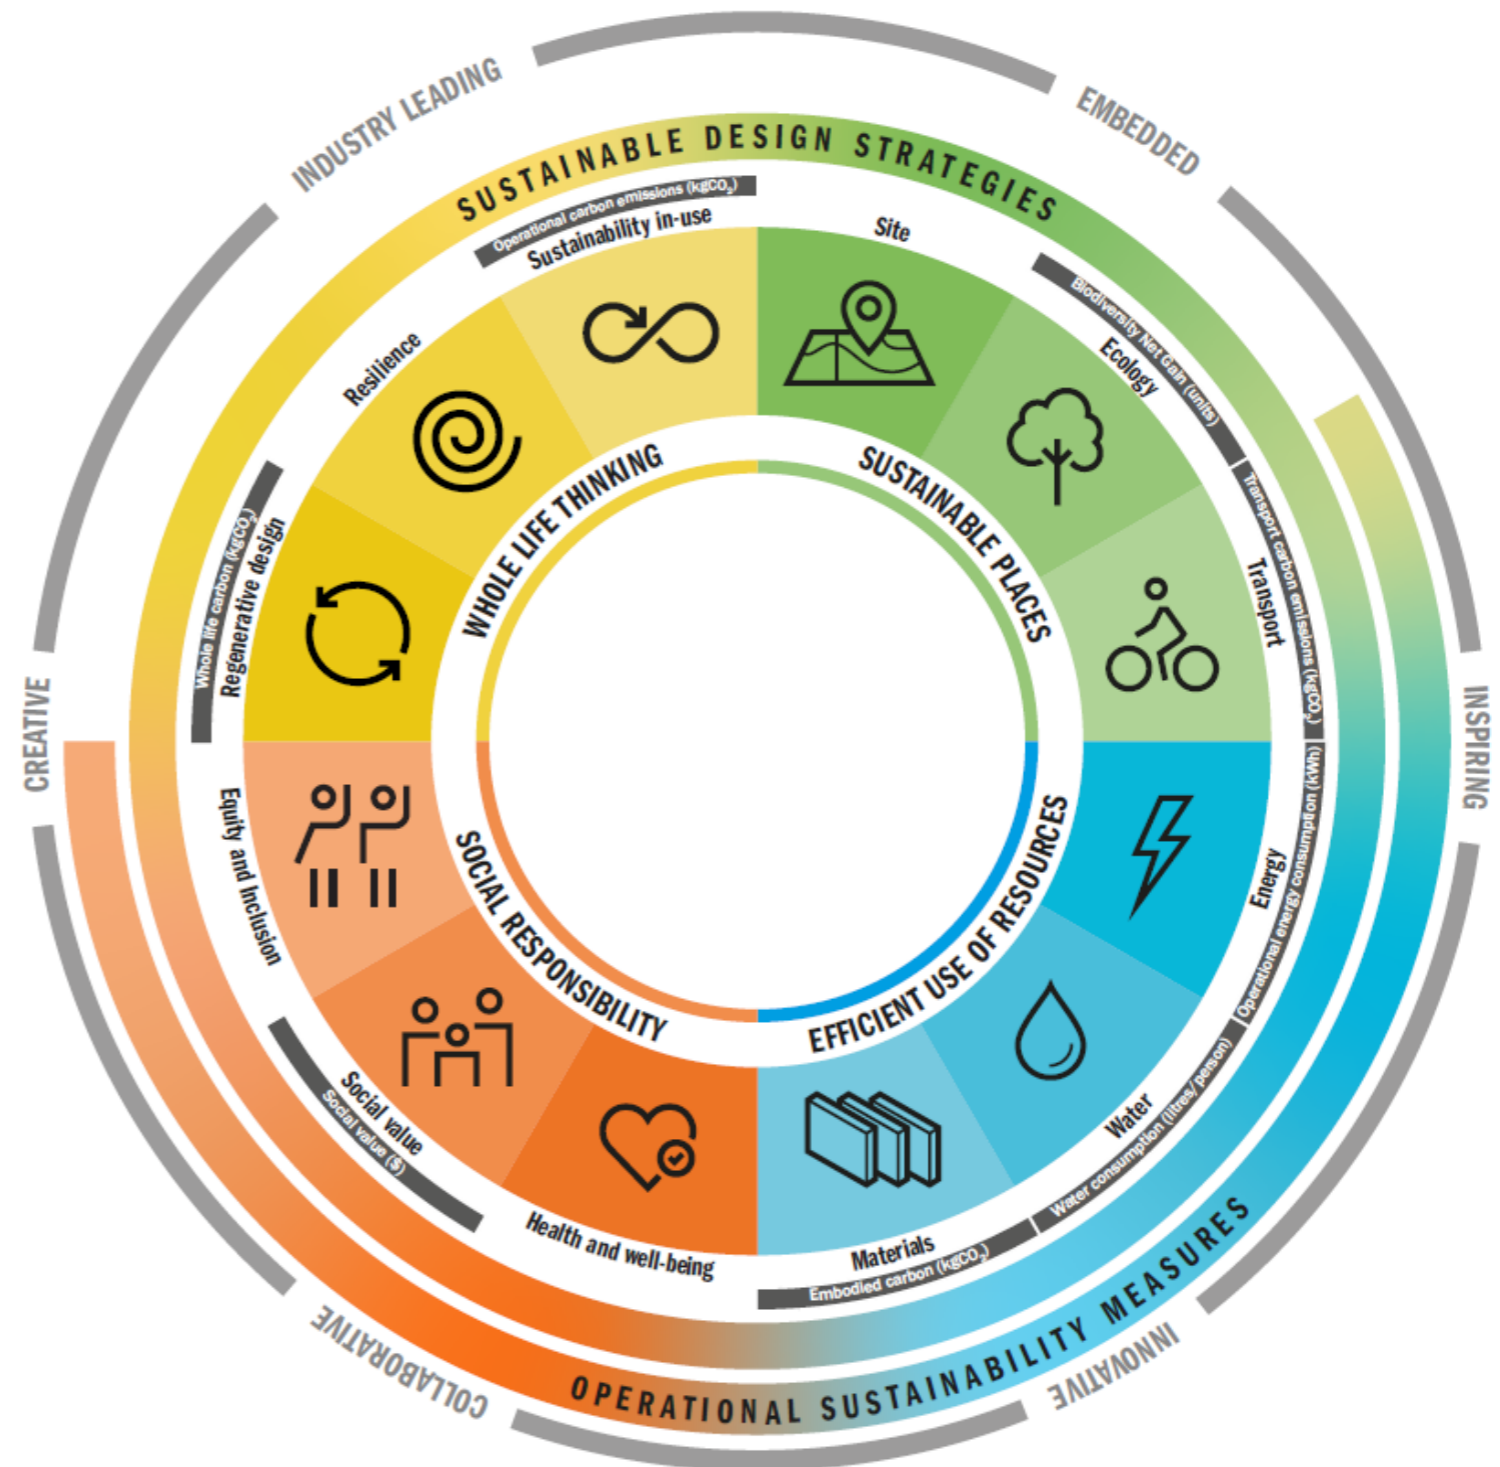 INDUSTRY LEADING
EMBEDDED
INSPIRING
INNOVATIVE
COLLABORATIVE
CREATIVE
SUSTAINABLE DESIGN STRATEGIES
OPERATIONAL SUSTAINABILITY MEASURES
SUSTAINABLE PLACES
Site
Ecology
Biodiversity Net Gain (units)
Transport
Transport carbon emissions (kgCO₂)
EFFICIENT USE OF RESOURCES
Energy
Operational energy consumption (kWh)
Water
Water consumption (litres/person)
Materials
Embodied carbon (kgCO₂)
SOCIAL RESPONSIBILITY
Health and well-being
Social value
Social value ($)
Equity and Inclusion
WHOLE LIFE THINKING
Regenerative design
Whole life carbon (kgCO₂)
Resilience
Sustainability in-use
Operational carbon emissions (kgCO₂)